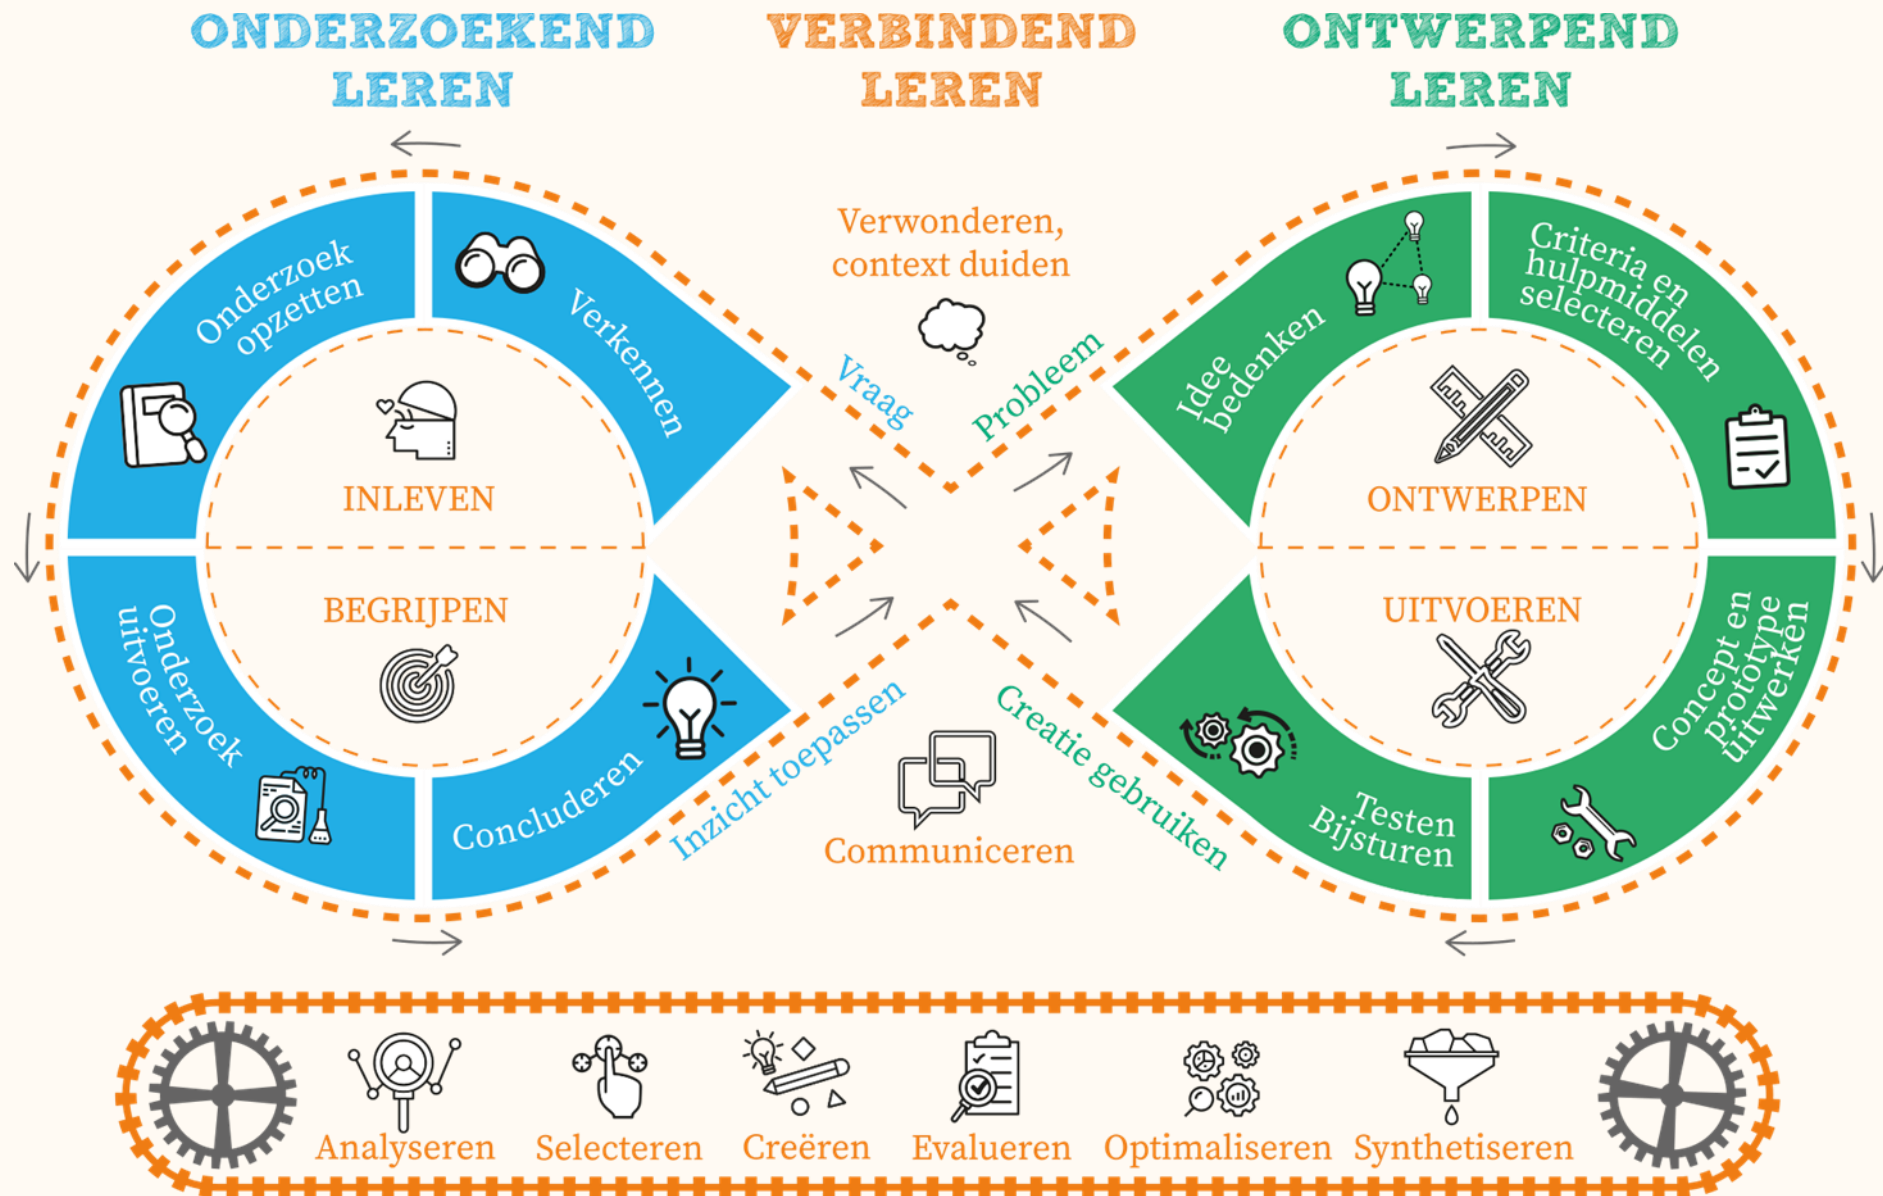 ONDERZOEKEND
LEREN
VERBINDEND
LEREN
ONTWERPEND
LEREN
Verwonderen,
context duiden
Vraag
Probleem
Verkennen
Onderzoek
opzetten
Onderzoek
uitvoeren
Concluderen
INLEVEN
BEGRIJPEN
Inzicht toepassen
Idee
bedenken
Criteria en
hulpmiddelen
selecteren
Concept en
prototype
uitwerken
Testen
Bijsturen
ONTWERPEN
UITVOEREN
Creatie gebruiken
Communiceren
Analyseren
Selecteren
Creëren
Evalueren
Optimaliseren
Synthetiseren